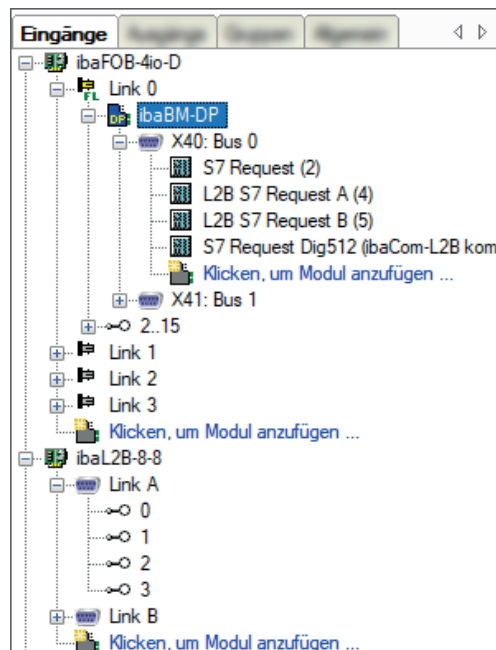 Eingänge
ibaFOB-4io-D
Link 0
FL
DP ibaBM-DP
X40: Bus 0
S7 Request (2)
L2B S7 Request A (4)
L2B S7 Request B (5)
S7 Request Dig512 (ibaCom-L2B kom
Klicken, um Modul anzufügen ...
X41: Bus 1
2..15
Link 1
Link 2
Link 3
Klicken, um Modul anzufügen ...
ibaL2B-8-8
Link A
0
1
2
3
Link B
Klicken, um Modul anzufügen ...